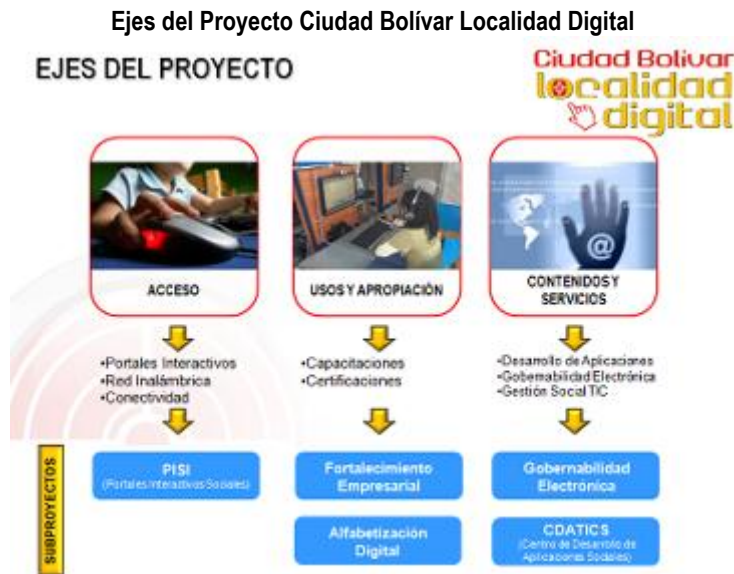 Ejes del Proyecto Ciudad Bolívar Localidad Digital
EJES DEL PROYECTO
Ciudad Bolivar
localidad
digital
ACCESO
•Portales Interactivos
•Red Inalámbrica
•Conectividad
USOS Y APROPIACIÓN
•Capacitaciones
•Certificaciones
CONTENIDOS Y
SERVICIOS
•Desarrollo de Aplicaciones
•Gobernabilidad Electrónica
•Gestión Social TIC
SUBPROYECTOS
PISI
(Portales Interactivos Sociales)
Fortalecimiento
Empresarial
Alfabetización
Digital
Gobernabilidad
Electrónica
CDATICS
(Centro de Desarrollo de
Aplicaciones Sociales)
@